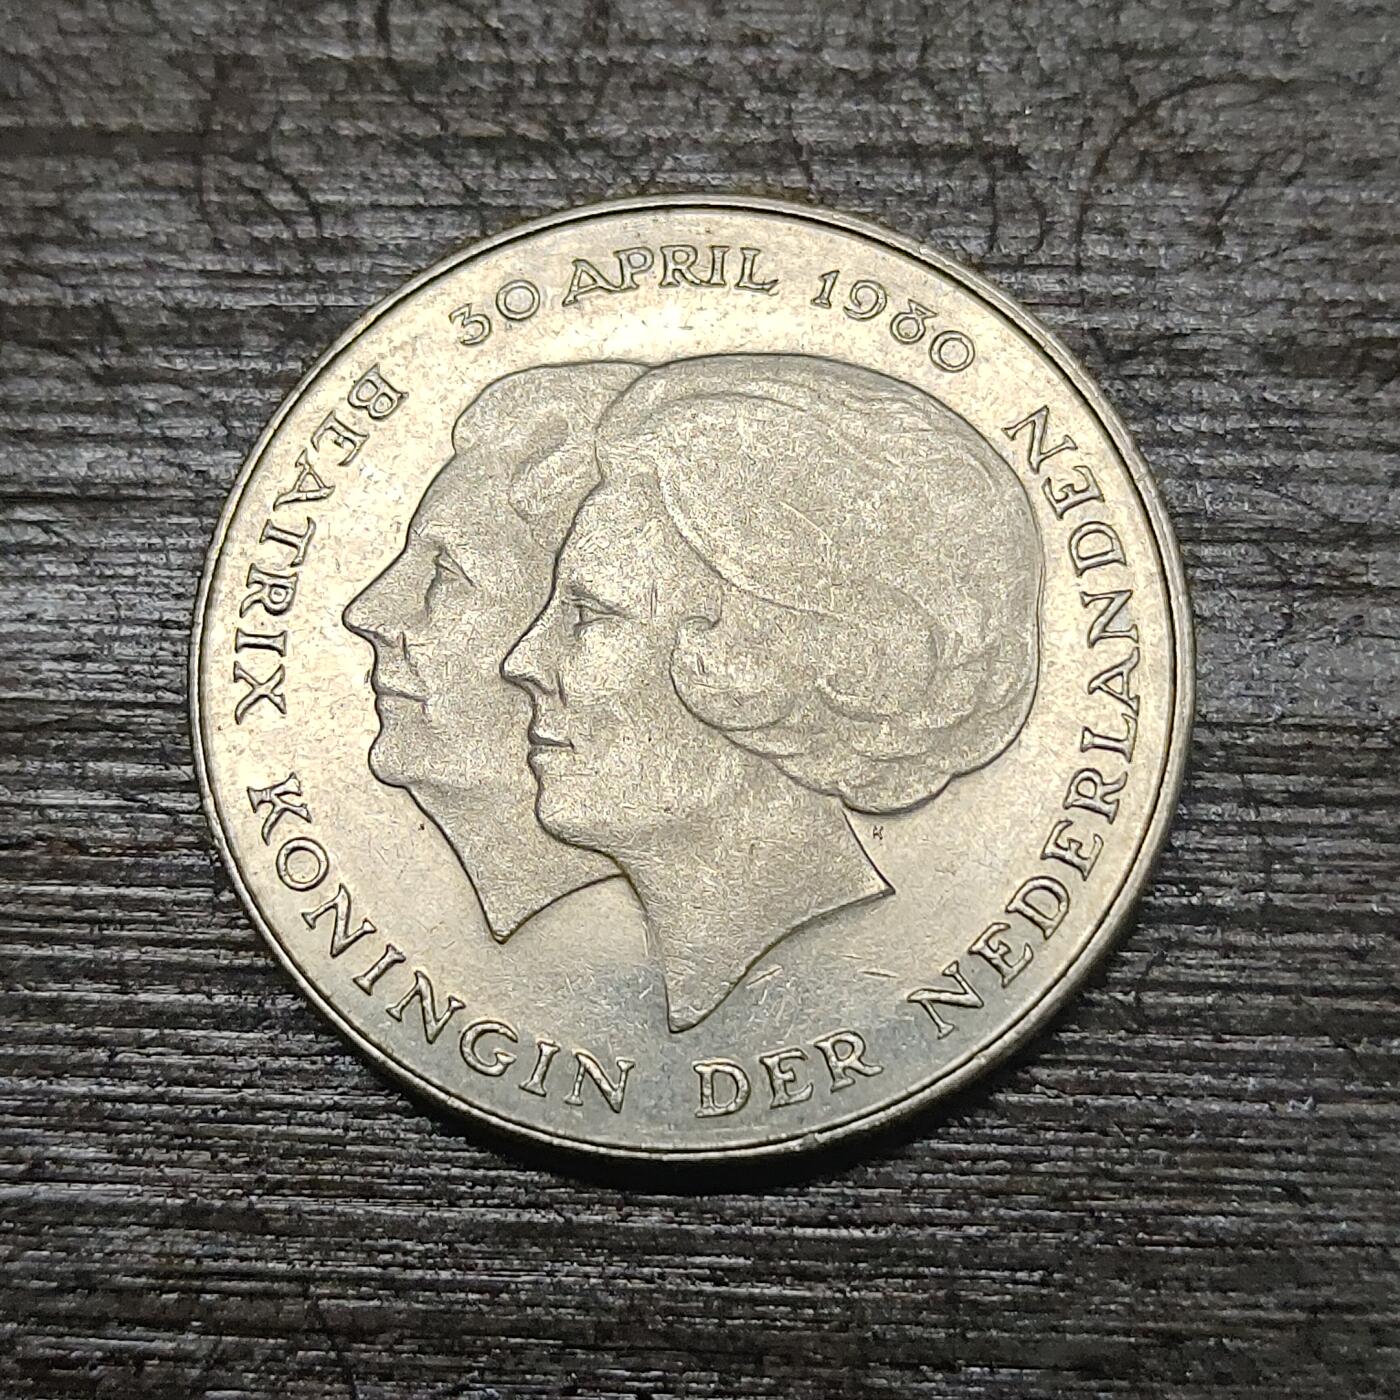 BEATRIX KONINGIN DER NEDERLANDEN
30 APRIL 1980
K